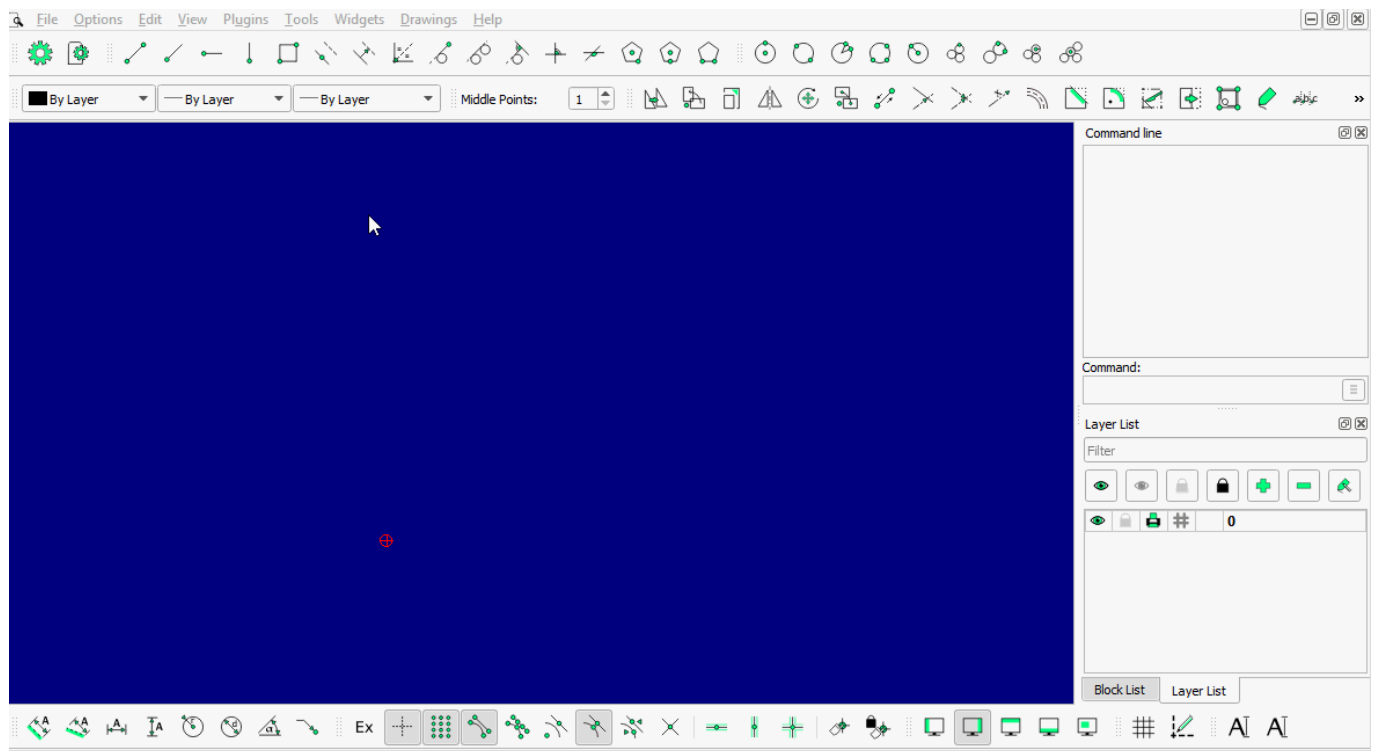 File Options Edit View Plugins Tools Widgets Drawings Help
By Layer By Layer By Layer Middle Points: 1 abc »
Command line
Command:
Layer List
Filter
0
Block List Layer List
A A A A d a Ex A A